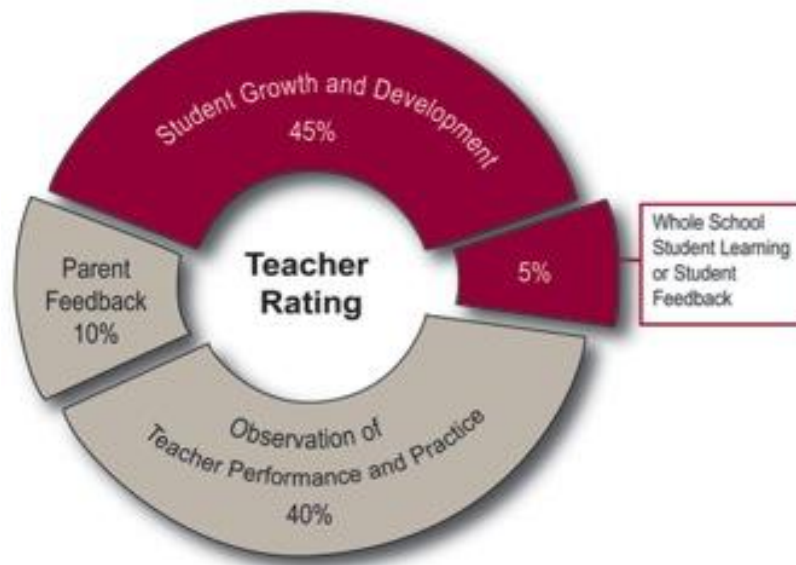 Student Growth and Development
45%
Parent
Feedback
10%
Teacher
Rating
5%
Whole School
Student Learning
or Student
Feedback
Observation of
Teacher Performance and Practice
40%